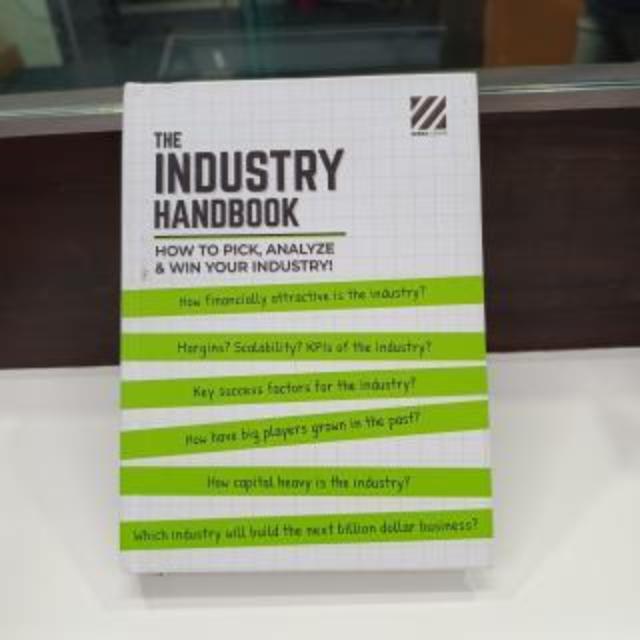 THE
INDUSTRY
HANDBOOK
HOW TO PICK, ANALYZE
& WIN YOUR INDUSTRY!
How financially attractive is the industry?
Margins? Scalability? KPIs of the industry?
Key success factors for the industry?
How have big players grown in the past?
How capital heavy is the industry?
Which industry will build the next billion dollar business?